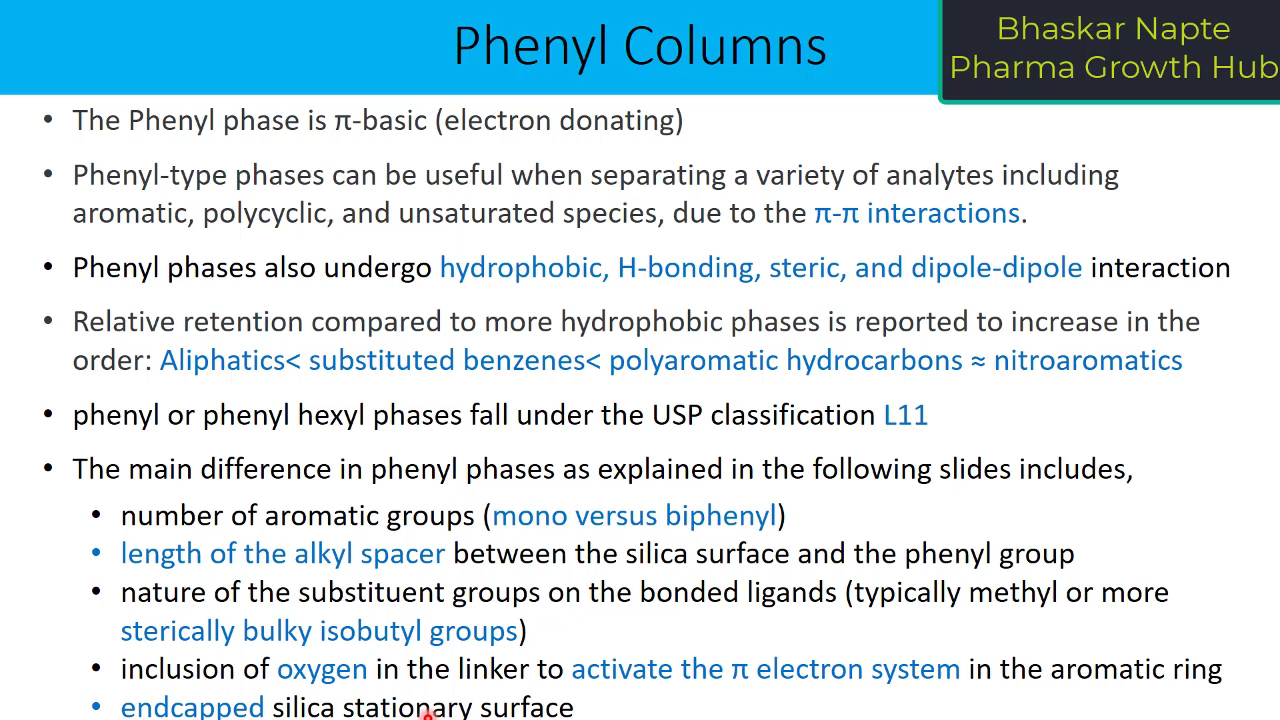 Phenyl Columns
Bhaskar Napte
Pharma Growth Hub
• The Phenyl phase is π-basic (electron donating)
• Phenyl-type phases can be useful when separating a variety of analytes including
aromatic, polycyclic, and unsaturated species, due to the π-π interactions.
• Phenyl phases also undergo hydrophobic, H-bonding, steric, and dipole-dipole interaction
• Relative retention compared to more hydrophobic phases is reported to increase in the
order: Aliphatics< substituted benzenes< polyaromatic hydrocarbons ≈ nitroaromatics
• phenyl or phenyl hexyl phases fall under the USP classification L11
• The main difference in phenyl phases as explained in the following slides includes,
• number of aromatic groups (mono versus biphenyl)
• length of the alkyl spacer between the silica surface and the phenyl group
• nature of the substituent groups on the bonded ligands (typically methyl or more
sterically bulky isobutyl groups)
• inclusion of oxygen in the linker to activate the π electron system in the aromatic ring
• endcapped silica stationary surface